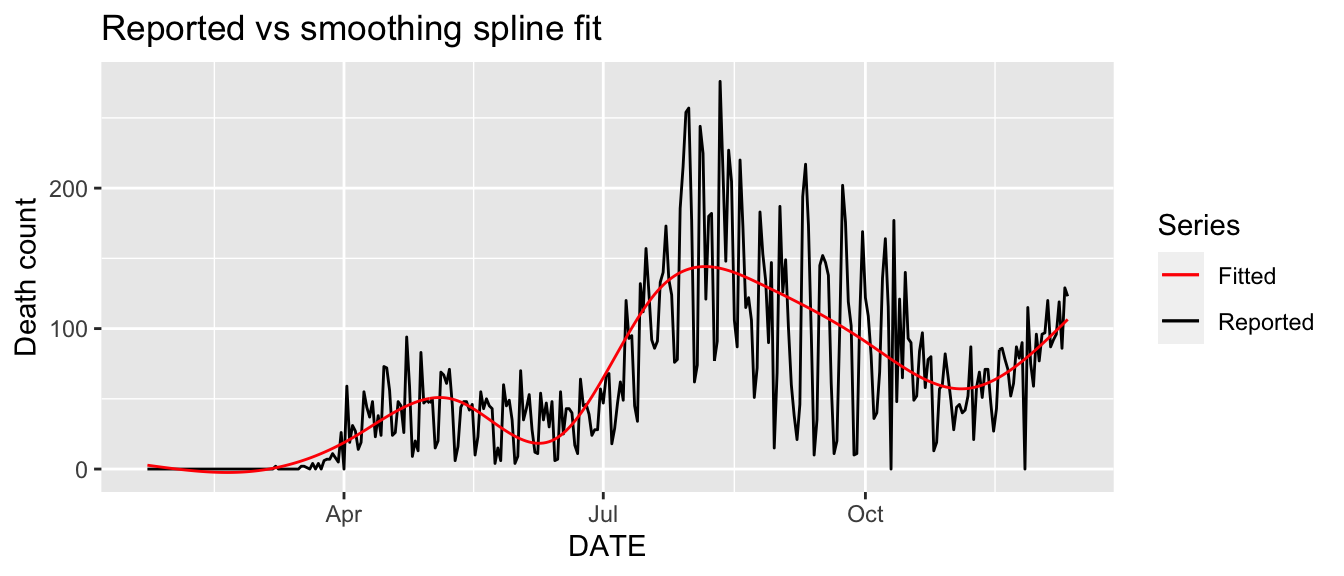 Reported vs smoothing spline fit
Death count
200
100
0
Apr
Jul
Oct
DATE
Series
Fitted
Reported